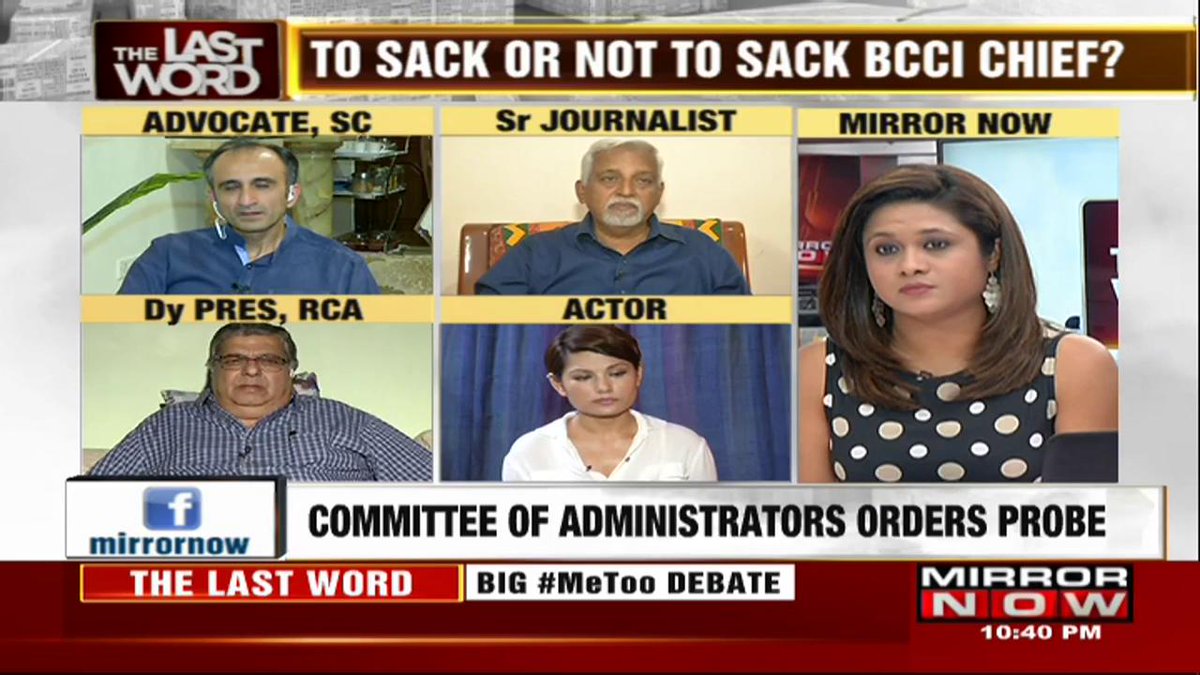 THE LAST WORD
TO SACK OR NOT TO SACK BCCI CHIEF?
ADVOCATE, SC
Sr JOURNALIST
MIRROR NOW
Dy PRES, RCA
ACTOR
mirrornow
COMMITTEE OF ADMINISTRATORS ORDERS PROBE
THE LAST WORD
BIG #MeToo DEBATE
MIRROR
NOW
10:40 PM